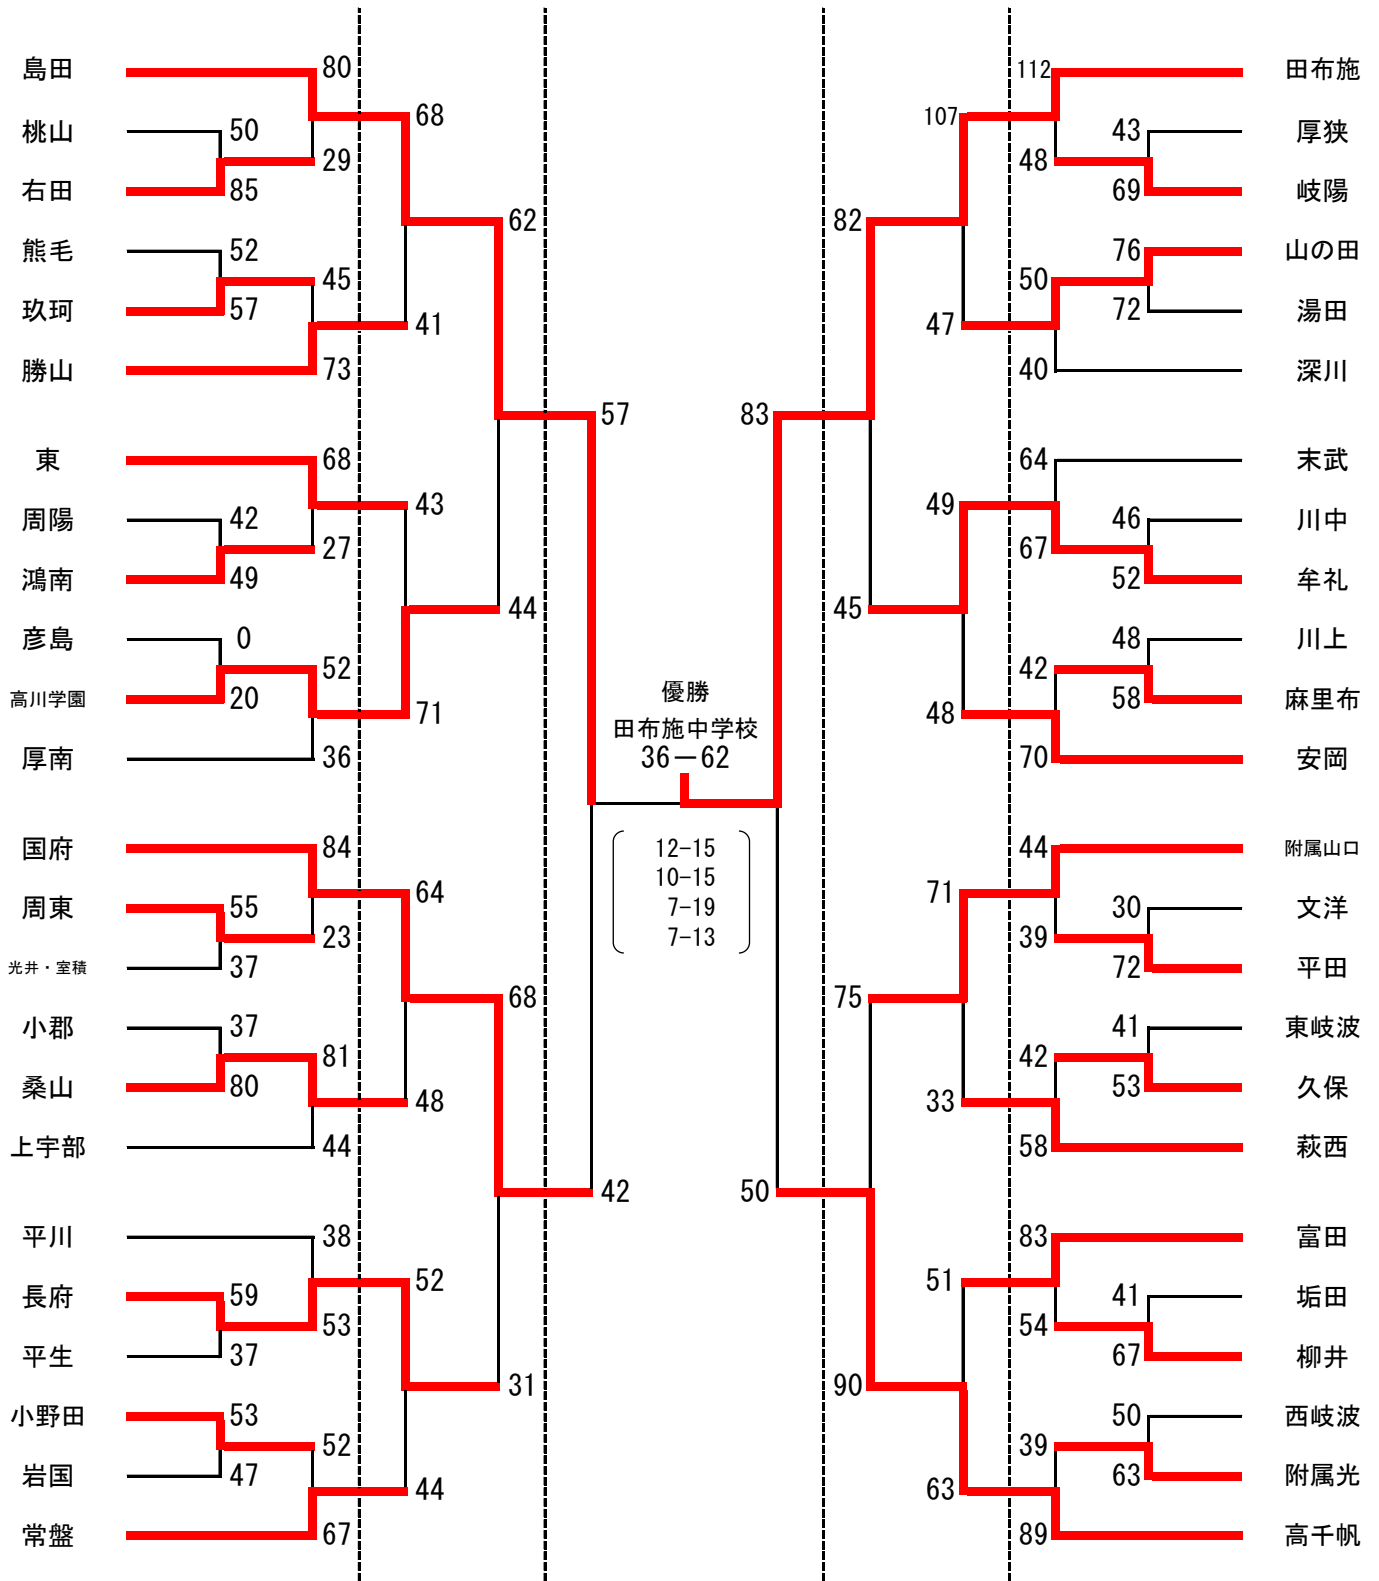 島田 80 112 田布施
68 107
桃山 50 43 厚狭
29 48
右田 85 69 岐陽
62 82
熊毛 52 76 山の田
45 50
玖珂 57 72 湯田
41 47
勝山 73 40 深川
57 83
東 68 64 末武
43 49
周陽 42 46 川中
27 67
鴻南 49 52 牟礼
44 45
彦島 0 48 川上
52 42
高川学園 20 58 麻里布
71 48
厚南 36 70 安岡
優勝
田布施中学校
36－62
12-15
10-15
7-19
7-13
国府 84 44 附属山口
64 71
周東 55 30 文洋
23 39
光井・室積 37 72 平田
68 75
小郡 37 41 東岐波
81 42
桑山 80 53 久保
48 33
上宇部 44 58 萩西
42 50
平川 38 83 富田
52 51
長府 59 41 垢田
53 54
平生 37 67 柳井
31 90
小野田 53 50 西岐波
52 39
岩国 47 63 附属光
44 63
常盤 67 89 高千帆